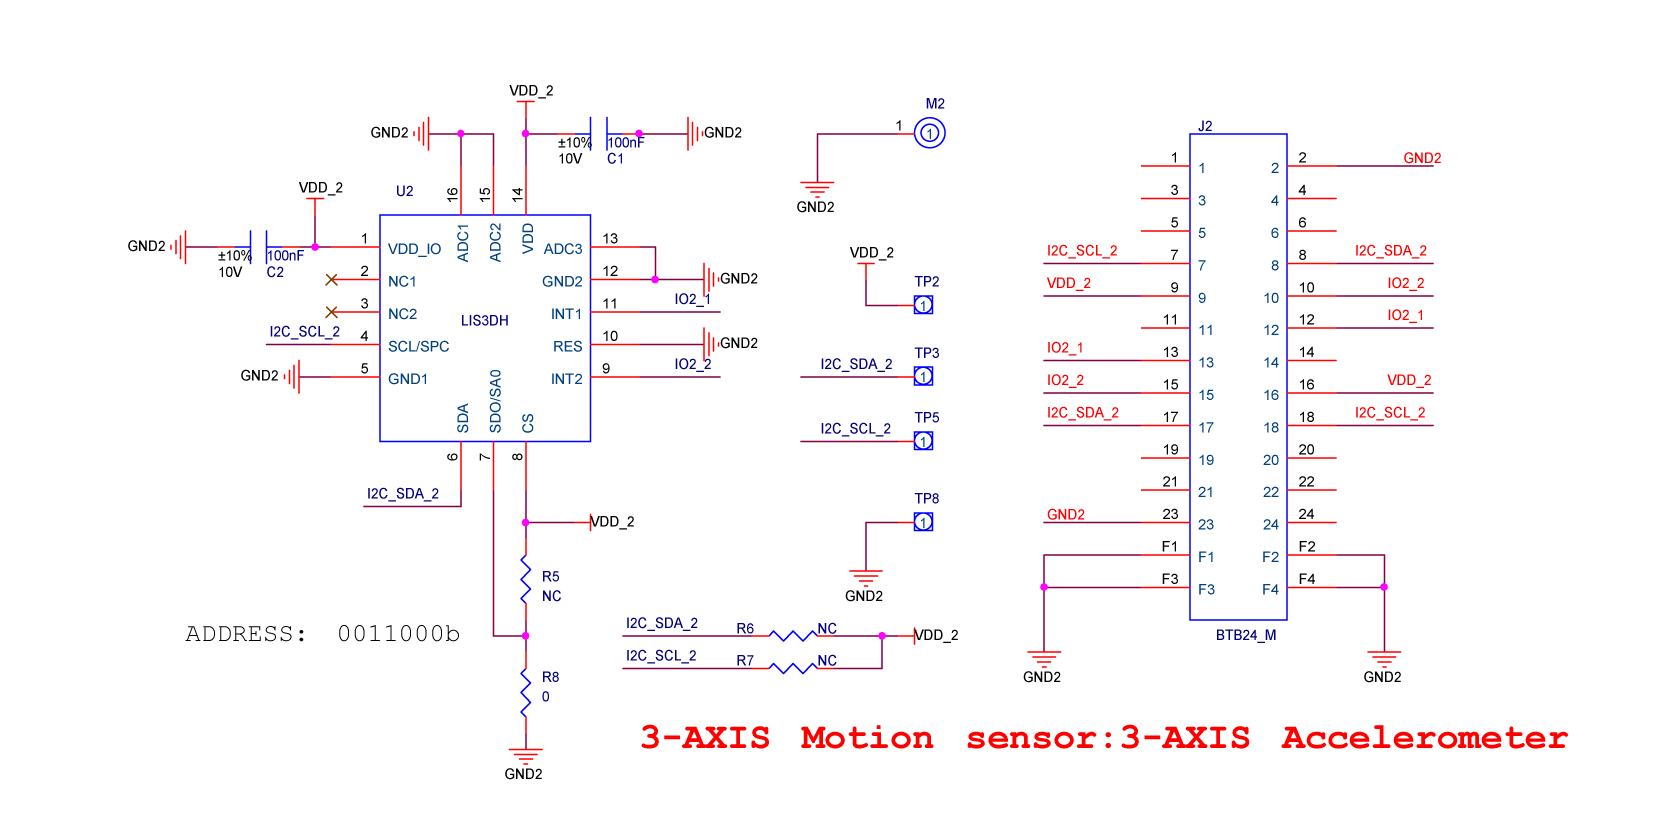 VDD_2
GND2
±10%
10V
100nF
C1
GND2
U2
16
15
14
VDD_2
GND2
±10%
10V
100nF
C2
1
VDD_IO
2
NC1
3
NC2
I2C_SCL_2
4
SCL/SPC
GND2
5
GND1
ADC1
ADC2
VDD
LIS3DH
ADC3
13
GND2
12
GND2
INT1
11
IO2_1
RES
10
GND2
INT2
9
IO2_2
SDA
SDO/SA0
CS
6
7
8
I2C_SDA_2
VDD_2
R5
NC
ADDRESS: 0011000b
R8
0
GND2
M2
1
1
GND2
VDD_2
TP2
1
TP3
I2C_SDA_2
1
TP5
I2C_SCL_2
1
TP8
1
GND2
I2C_SDA_2
R6
NC
VDD_2
I2C_SCL_2
R7
NC
J2
1
1
2
2
GND2
3
3
4
4
5
5
6
6
I2C_SCL_2
7
7
8
8
I2C_SDA_2
VDD_2
9
9
10
10
IO2_2
11
11
12
12
IO2_1
IO2_1
13
13
14
14
IO2_2
15
15
16
16
VDD_2
I2C_SDA_2
17
17
18
18
I2C_SCL_2
19
19
20
20
21
21
22
22
GND2
23
23
24
24
F1
F1
F2
F2
F3
F3
F4
F4
BTB24_M
GND2
GND2
3-AXIS Motion sensor:3-AXIS Accelerometer